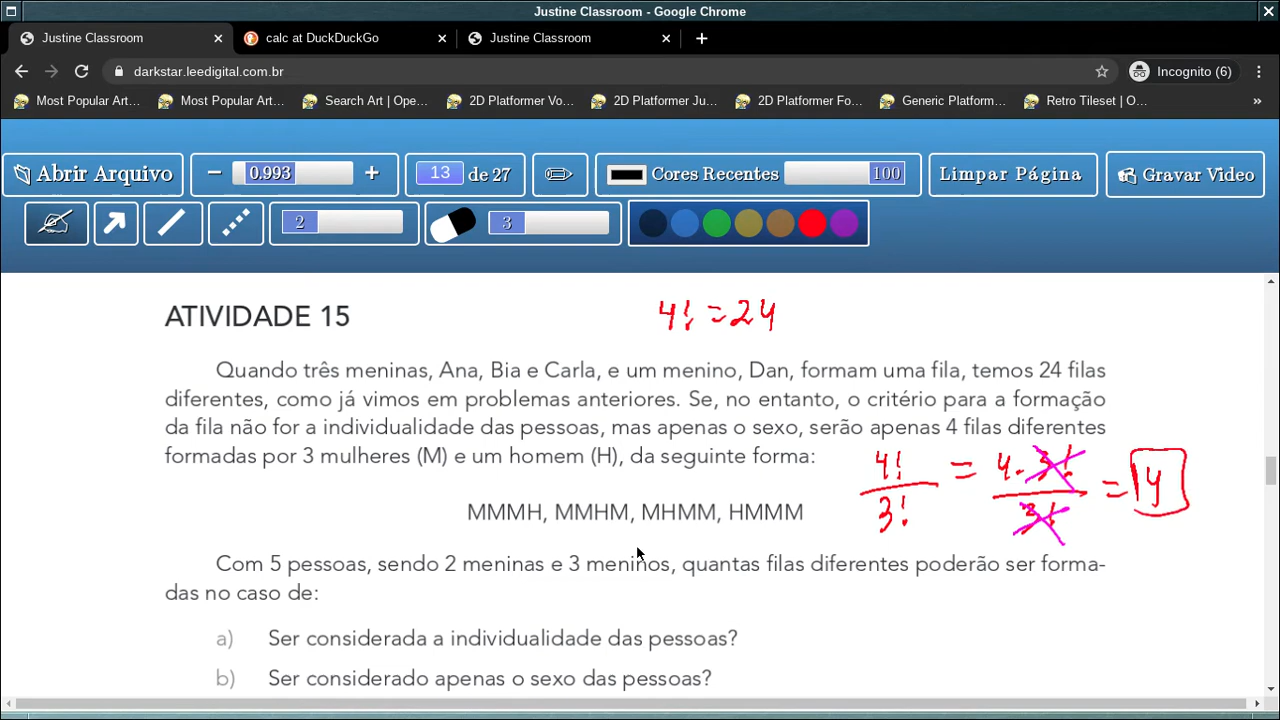 Justine Classroom - Google Chrome
Justine Classroom
calc at DuckDuckGo
Justine Classroom
darkstar.leedigital.com.br
Incognito (6)
Most Popular Art...
Most Popular Art...
Search Art | Ope...
2D Platformer Vo...
2D Platformer Ju...
2D Platformer Fo...
Generic Platform...
Retro Tileset | O...
»
Abrir Arquivo
− 0,993 +
13 de 27
Cores Recentes 100
Limpar Página
Gravar Video
2
3
ATIVIDADE 15
4! = 24
Quando três meninas, Ana, Bia e Carla, e um menino, Dan, formam uma fila, temos 24 filas
diferentes, como já vimos em problemas anteriores. Se, no entanto, o critério para a formação
da fila não for a individualidade das pessoas, mas apenas o sexo, serão apenas 4 filas diferentes
formadas por 3 mulheres (M) e um homem (H), da seguinte forma:
4!/3! = 4.3!/3! = 4
MMMH, MMHM, MHMM, HMMM
Com 5 pessoas, sendo 2 meninas e 3 meninos, quantas filas diferentes poderão ser forma-
das no caso de:
a) Ser considerada a individualidade das pessoas?
b) Ser considerado apenas o sexo das pessoas?